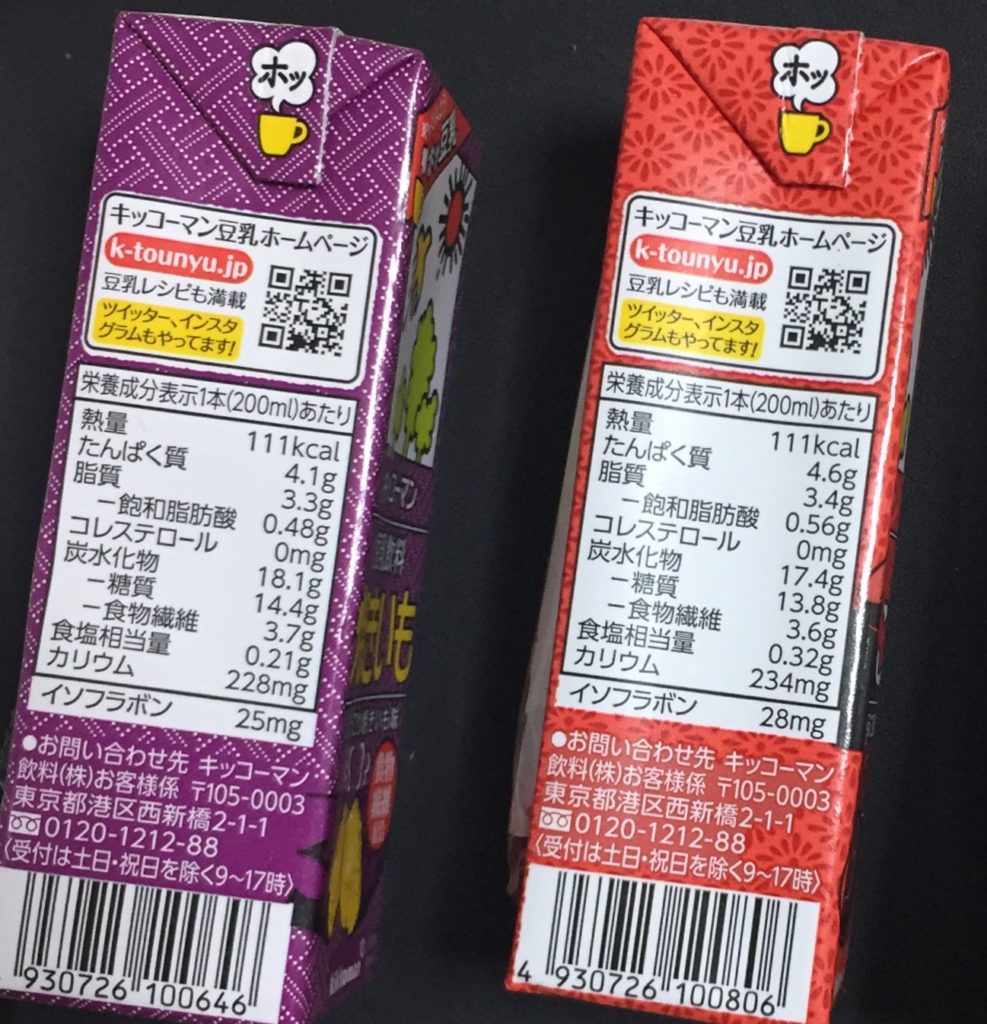 ホッ
キッコーマン豆乳ホームページ
k-tounyu.jp
豆乳レシピも満載
ツイッター、インスタ
グラムもやってます!
栄養成分表示1本(200ml)あたり
熱量 111kcal
たんぱく質 4.1g
脂質 3.3g
−飽和脂肪酸 0.48g
コレステロール 0mg
炭水化物 18.1g
−糖質 14.4g
−食物繊維 3.7g
食塩相当量 0.21g
カリウム 228mg
イソフラボン 25mg
●お問い合わせ先 キッコーマン
飲料(株)お客様係 〒105-0003
東京都港区西新橋2-1-1
0120-1212-88
〈受付は土日・祝日を除く9〜17時〉
930726 100646
豆乳
きいも
ホッ
キッコーマン豆乳ホームページ
k-tounyu.jp
豆乳レシピも満載
ツイッター、インスタ
グラムもやってます!
栄養成分表示1本(200ml)あたり
熱量 111kcal
たんぱく質 4.6g
脂質 3.4g
−飽和脂肪酸 0.56g
コレステロール 0mg
炭水化物 17.4g
−糖質 13.8g
−食物繊維 3.6g
食塩相当量 0.32g
カリウム 234mg
イソフラボン 28mg
●お問い合わせ先 キッコーマン
飲料(株)お客様係 〒105-0003
東京都港区西新橋2-1-1
0120-1212-88
〈受付は土日・祝日を除く9〜17時〉
4 930726 100806